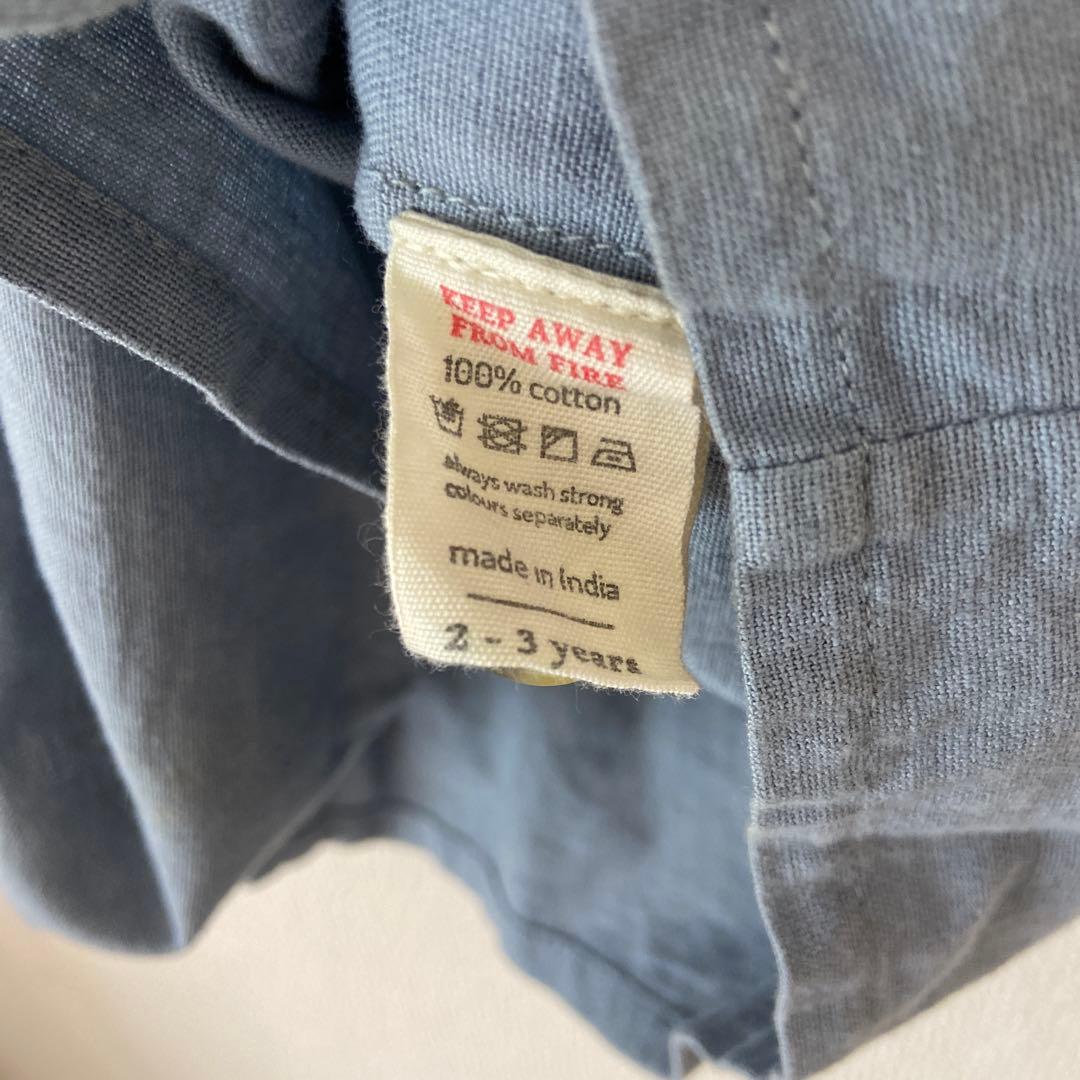 KEEP AWAY
FROM FIRE
100% cotton
always wash strong
colours separately
made in India
2 - 3 years